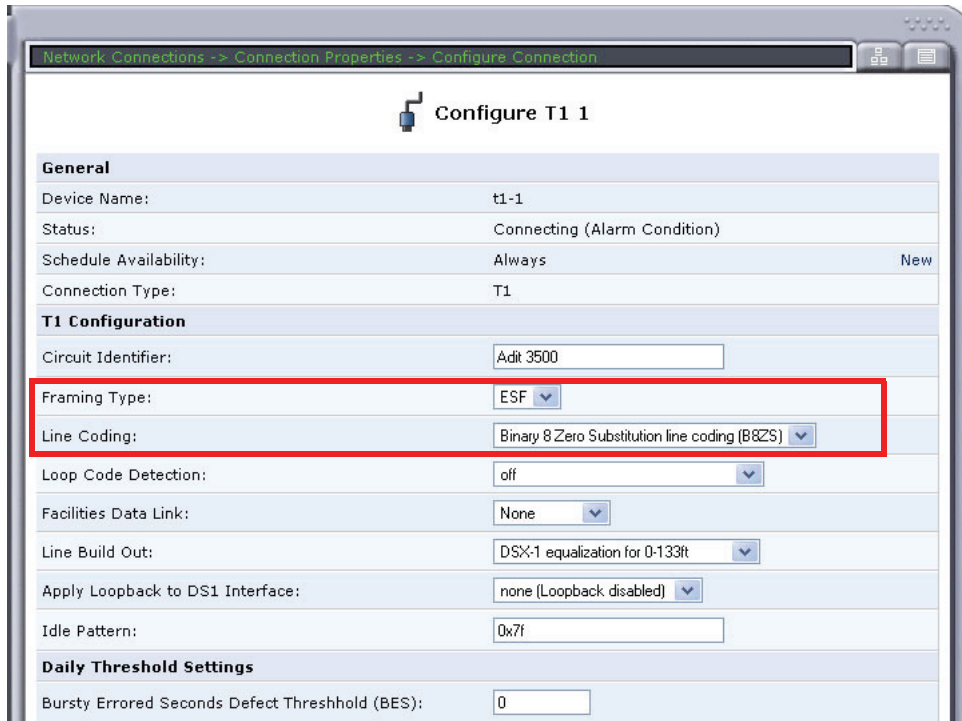 Network Connections -> Connection Properties -> Configure Connection
Configure T1 1
General
Device Name: t1-1
Status: Connecting (Alarm Condition)
Schedule Availability: Always New
Connection Type: T1
T1 Configuration
Circuit Identifier: Adit 3500
Framing Type: ESF
Line Coding: Binary 8 Zero Substitution line coding (B8ZS)
Loop Code Detection: off
Facilities Data Link: None
Line Build Out: DSX-1 equalization for 0-133ft
Apply Loopback to DS1 Interface: none (Loopback disabled)
Idle Pattern: 0x7f
Daily Threshold Settings
Bursty Errored Seconds Defect Threshhold (BES): 0